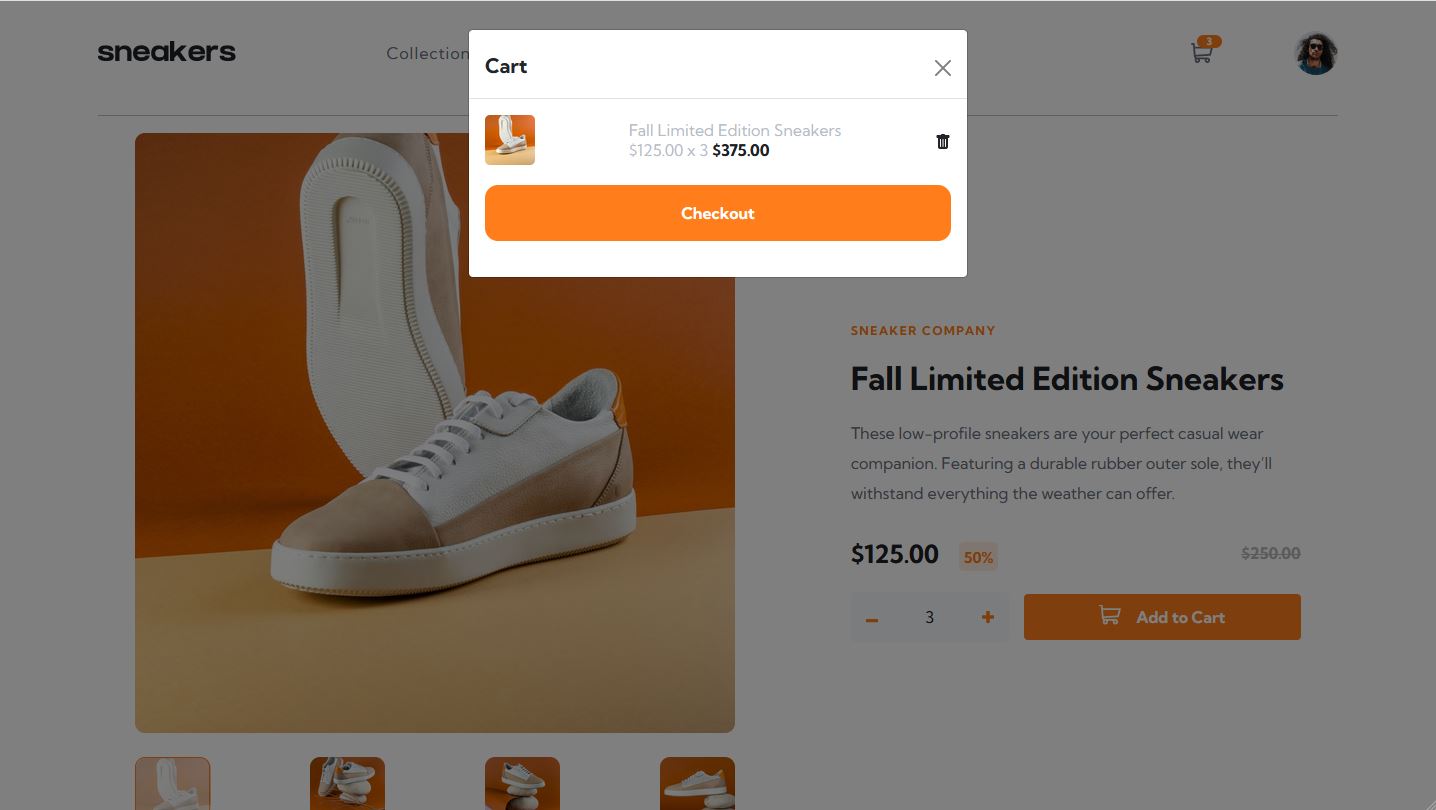 sneakers
Collection
3
Cart
Fall Limited Edition Sneakers
$125.00 x 3 $375.00
Checkout
SNEAKER COMPANY
Fall Limited Edition Sneakers
These low-profile sneakers are your perfect casual wear
companion. Featuring a durable rubber outer sole, they'll
withstand everything the weather can offer.
$125.00 50% $250.00
3 Add to Cart